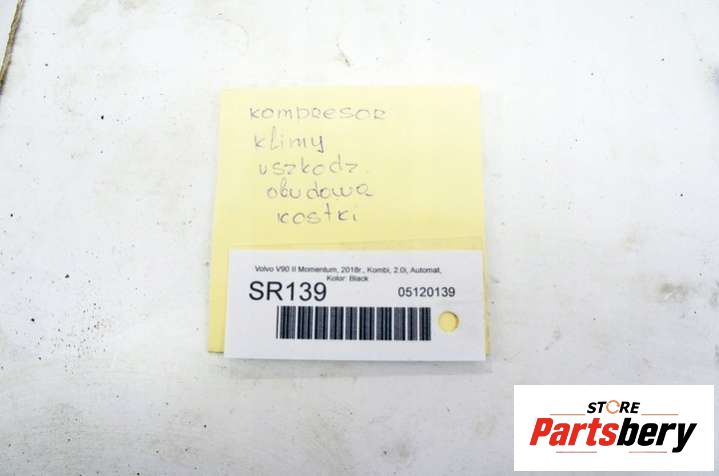 kompresor
klimy
uszkodz.
obudowa
kostki
Volvo V90 II Momentum, 2018r., Kombi, 2.0i, Automat,
Kolor: Black
SR139
05120139
STORE
Partsbery